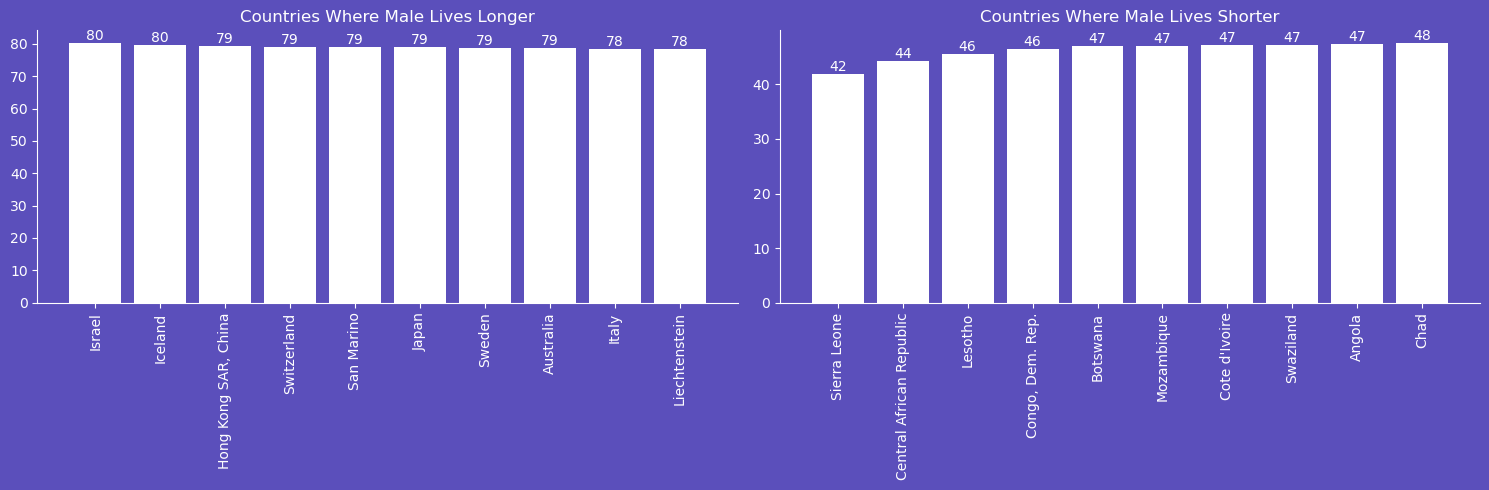 Countries Where Male Lives Longer
80
70
60
50
40
30
20
10
0
80
80
79
79
79
79
79
79
78
78
Israel
Iceland
Hong Kong SAR, China
Switzerland
San Marino
Japan
Sweden
Australia
Italy
Liechtenstein
Countries Where Male Lives Shorter
40
30
20
10
0
42
44
46
46
47
47
47
47
47
48
Sierra Leone
Central African Republic
Lesotho
Congo, Dem. Rep.
Botswana
Mozambique
Cote d'Ivoire
Swaziland
Angola
Chad